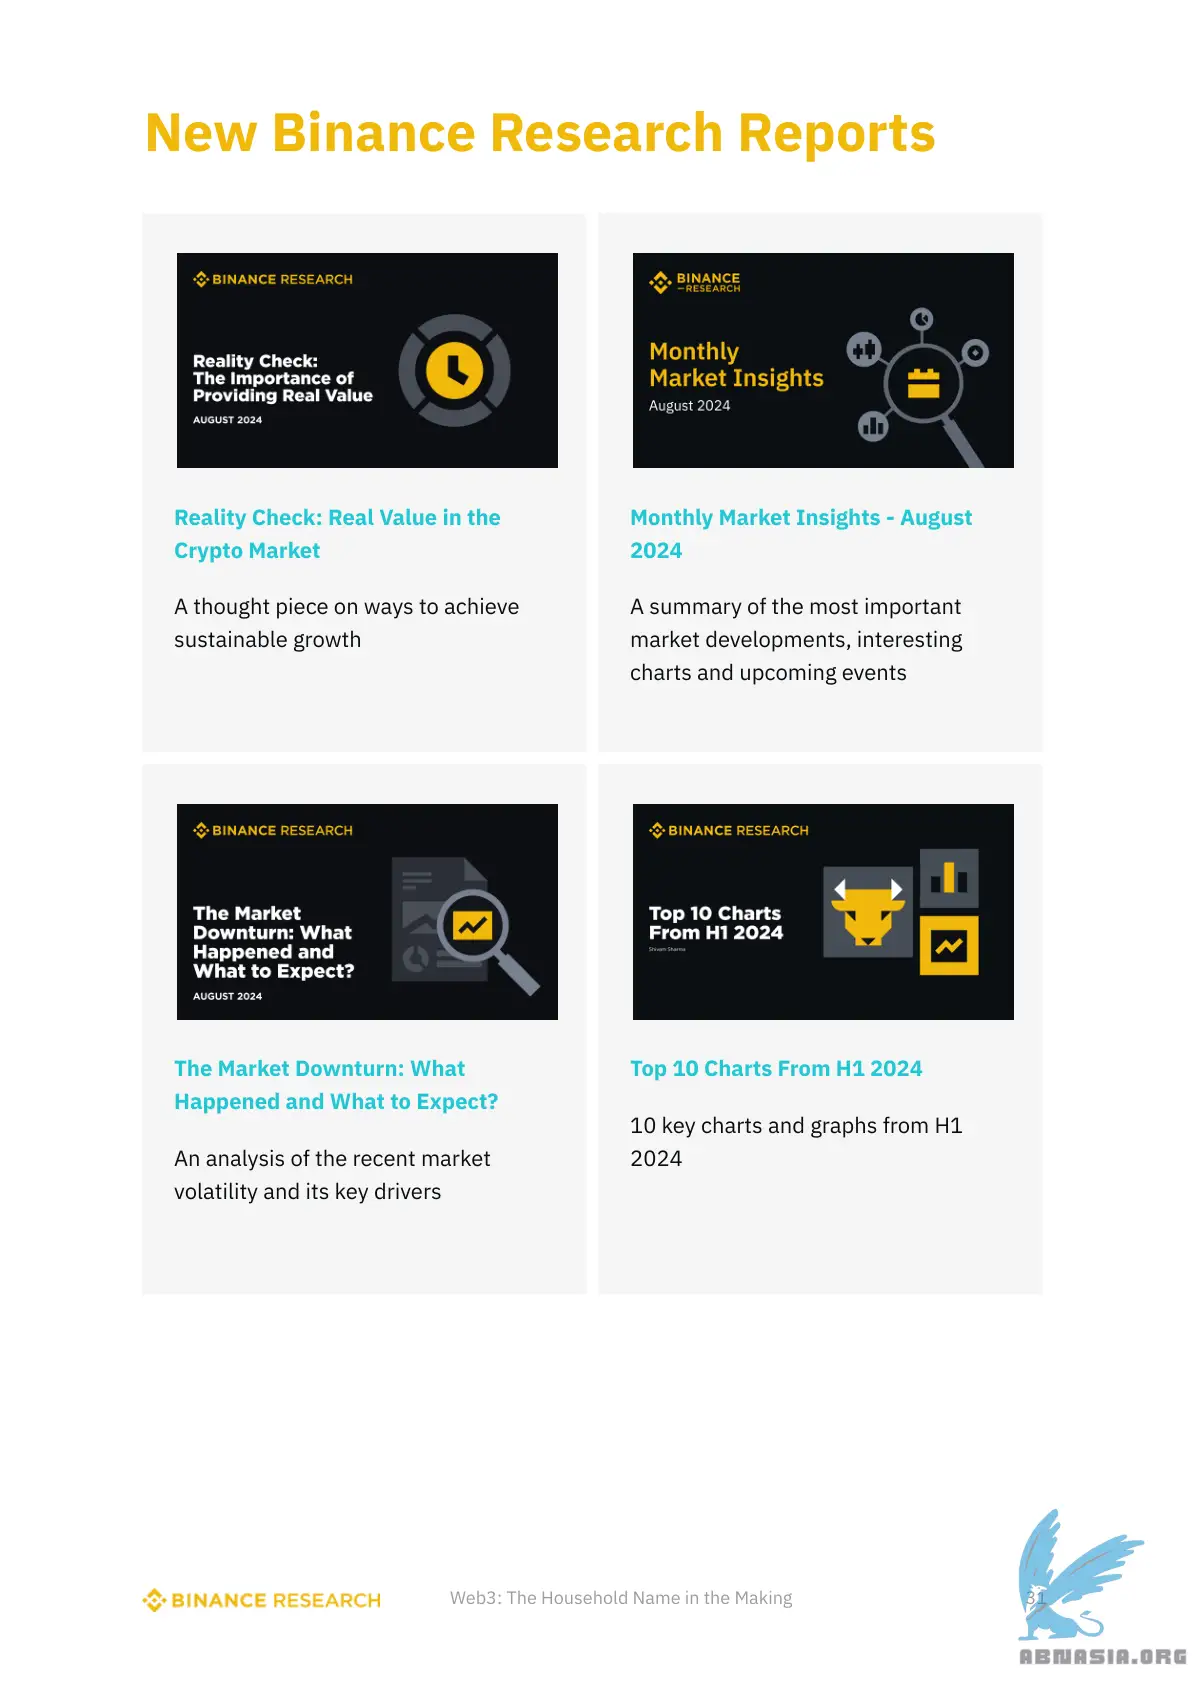 New Binance Research Reports
BINANCE RESEARCH
Reality Check:
The Importance of
Providing Real Value
AUGUST 2024
Reality Check: Real Value in the
Crypto Market
A thought piece on ways to achieve
sustainable growth
BINANCE
RESEARCH
Monthly
Market Insights
August 2024
Monthly Market Insights - August
2024
A summary of the most important
market developments, interesting
charts and upcoming events
BINANCE RESEARCH
The Market
Downturn: What
Happened and
What to Expect?
AUGUST 2024
The Market Downturn: What
Happened and What to Expect?
An analysis of the recent market
volatility and its key drivers
BINANCE RESEARCH
Top 10 Charts
From H1 2024
Shivam Sharma
Top 10 Charts From H1 2024
10 key charts and graphs from H1
2024
BINANCE RESEARCH
Web3: The Household Name in the Making
31
ABNASIA.ORG